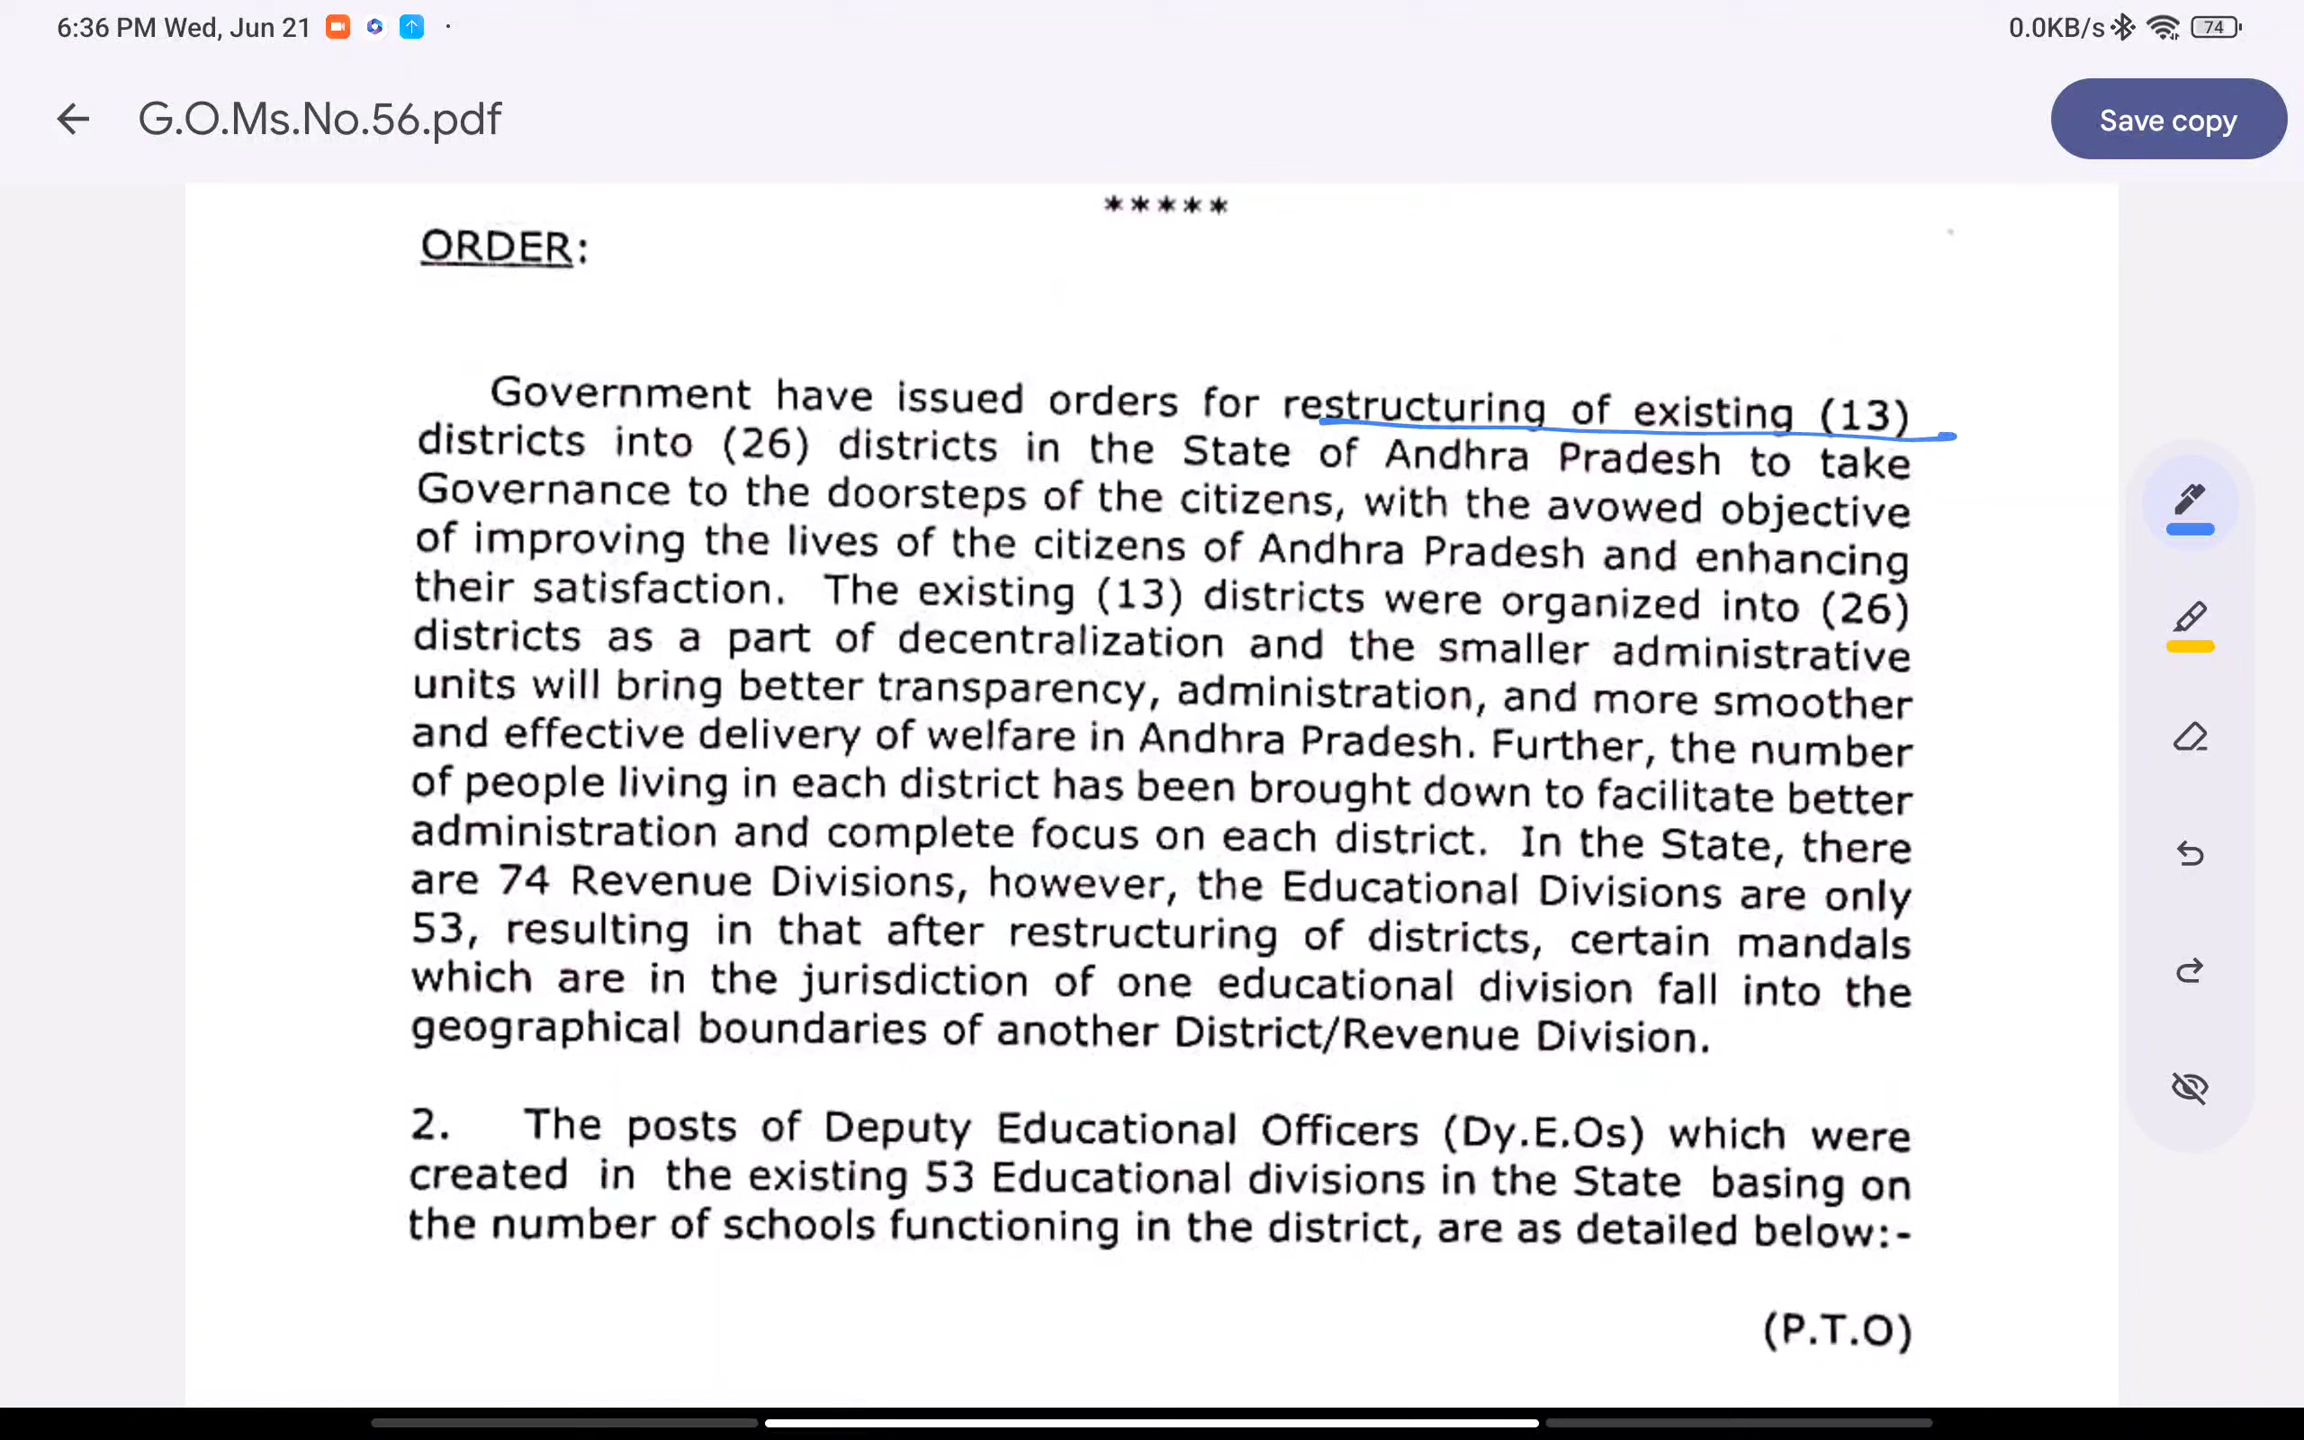 6:36 PM Wed, Jun 21
0.0KB/s
74
G.O.Ms.No.56.pdf
Save copy
*****
ORDER:
Government have issued orders for restructuring of existing (13)
districts into (26) districts in the State of Andhra Pradesh to take
Governance to the doorsteps of the citizens, with the avowed objective
of improving the lives of the citizens of Andhra Pradesh and enhancing
their satisfaction. The existing (13) districts were organized into (26)
districts as a part of decentralization and the smaller administrative
units will bring better transparency, administration, and more smoother
and effective delivery of welfare in Andhra Pradesh. Further, the number
of people living in each district has been brought down to facilitate better
administration and complete focus on each district. In the State, there
are 74 Revenue Divisions, however, the Educational Divisions are only
53, resulting in that after restructuring of districts, certain mandals
which are in the jurisdiction of one educational division fall into the
geographical boundaries of another District/Revenue Division.
2. The posts of Deputy Educational Officers (Dy.E.Os) which were
created in the existing 53 Educational divisions in the State basing on
the number of schools functioning in the district, are as detailed below:-
(P.T.O)